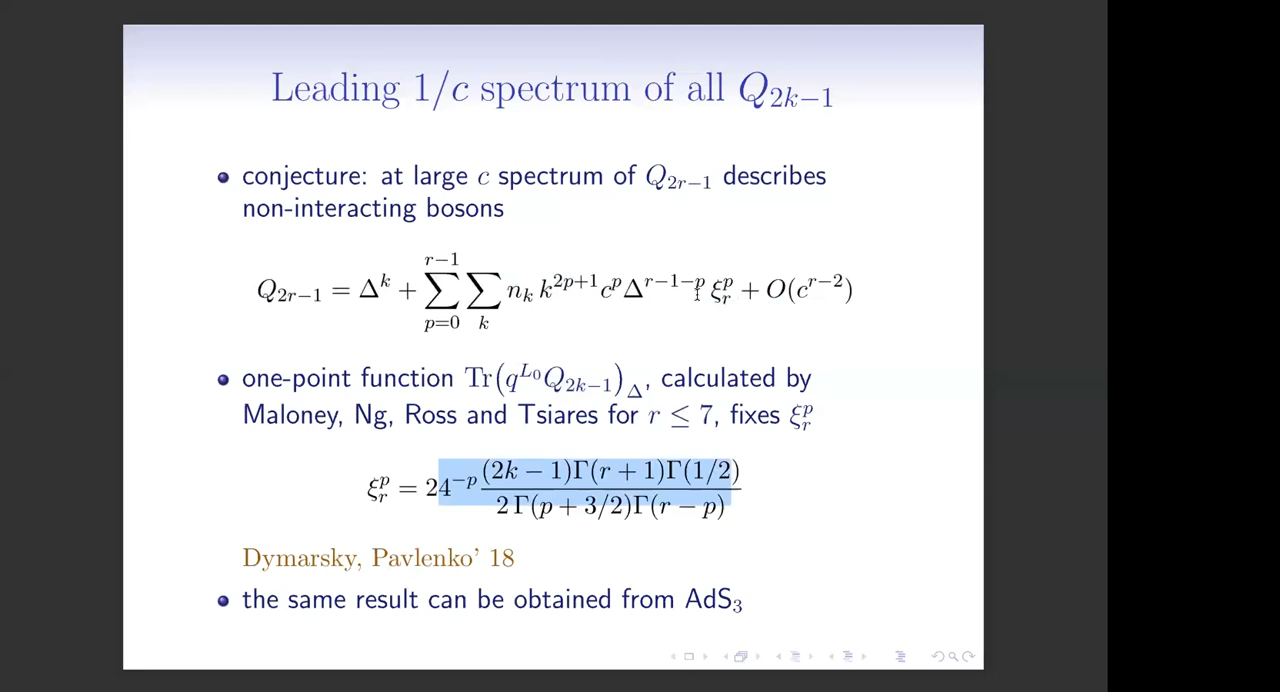 Leading 1/c spectrum of all Q_{2k−1}
conjecture: at large c spectrum of Q_{2r−1} describes
non-interacting bosons
Q_{2r−1} = Δ^k + \sum_{p=0}^{r−1} \sum_k n_k k^{2p+1} c^p Δ^{r−1−p} ξ_r^p + O(c^{r−2})
one-point function Tr(q^{L_0} Q_{2k−1})_Δ, calculated by
Maloney, Ng, Ross and Tsiares for r ≤ 7, fixes ξ_r^p
ξ_r^p = 24^{−p} \frac{(2k − 1)Γ(r + 1)Γ(1/2)}{2 Γ(p + 3/2)Γ(r − p)}
Dymarsky, Pavlenko' 18
the same result can be obtained from AdS_3